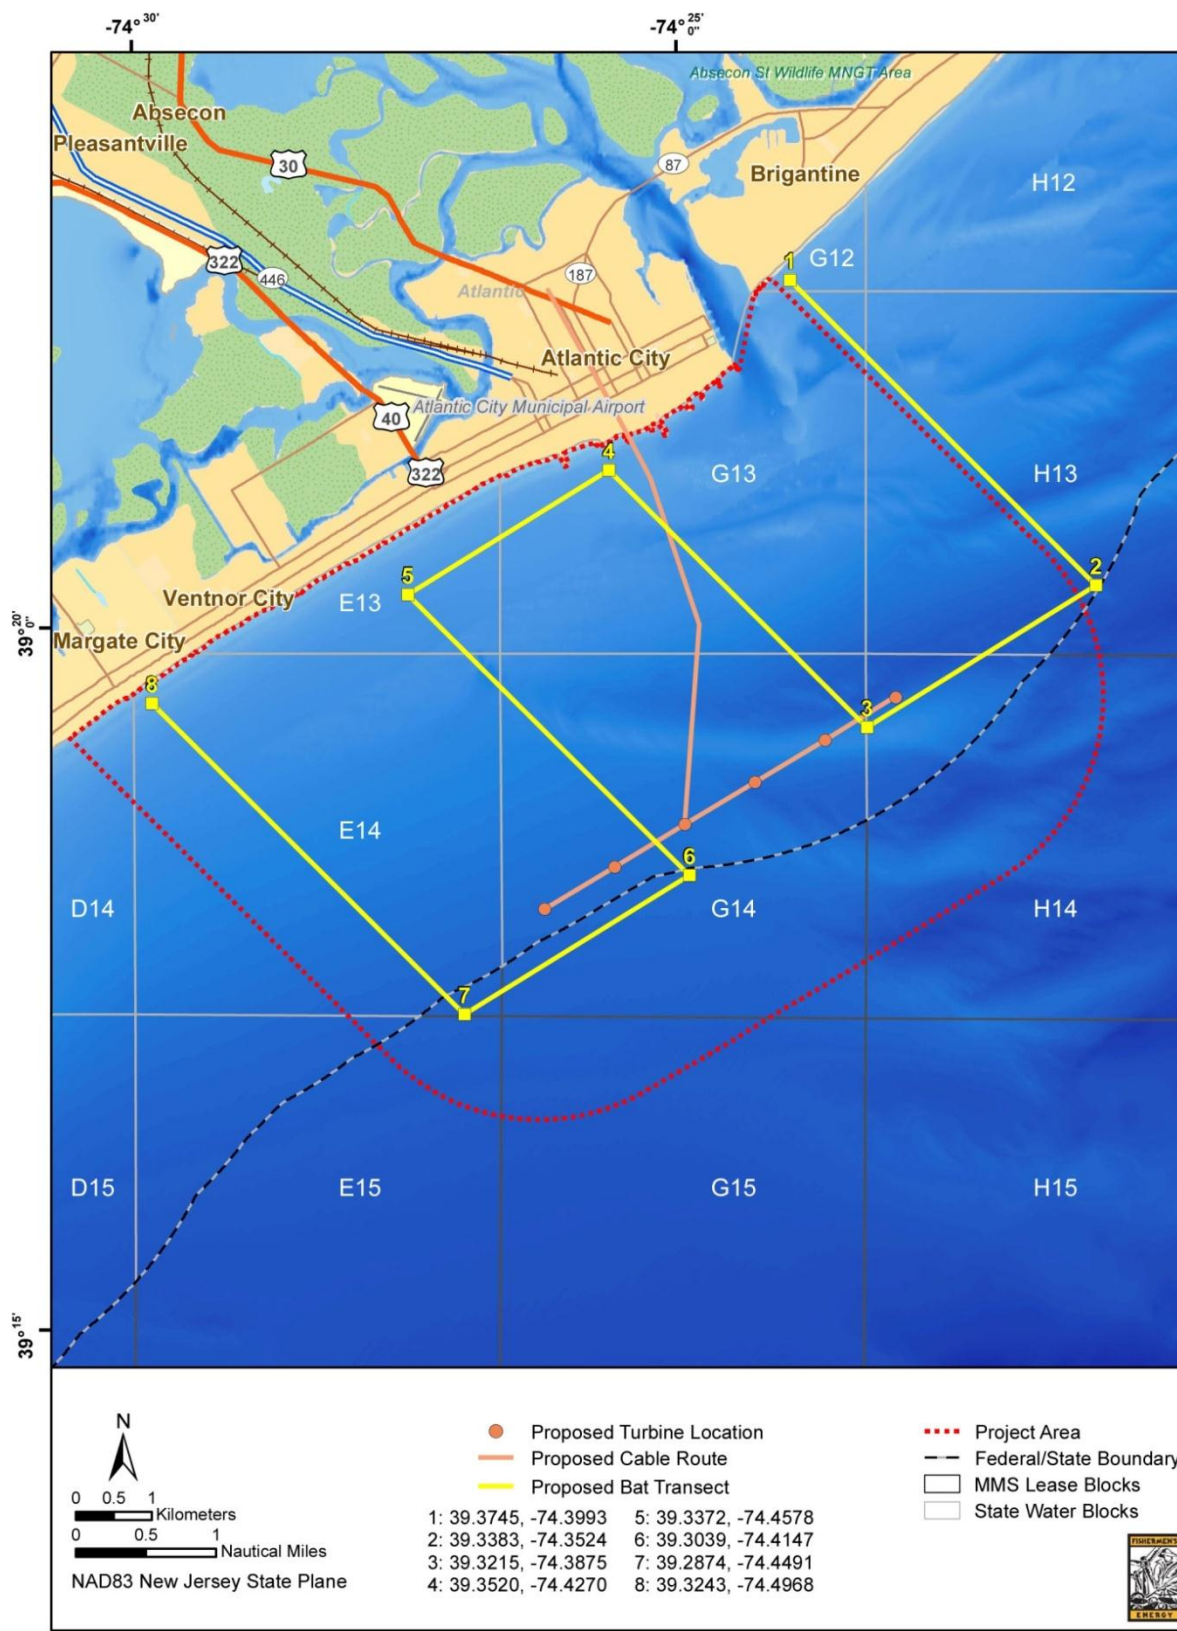 -74° 30'
-74° 25' 0"
Absecon St Wildlife MNGT Area
Absecon
Pleasantville
30
87
Brigantine
H12
322
446
187
1
G12
Atlantic
Atlantic City
40
Atlantic City Municipal Airport
322
4
G13
H13
2
5
E13
Ventnor City
39° 20' 0"
Margate City
8
3
E14
6
D14
G14
H14
7
D15
E15
G15
H15
39° 15'
N
0 0.5 1
Kilometers
0 0.5 1
Nautical Miles
NAD83 New Jersey State Plane
Proposed Turbine Location
Proposed Cable Route
Proposed Bat Transect
1: 39.3745, -74.3993 5: 39.3372, -74.4578
2: 39.3383, -74.3524 6: 39.3039, -74.4147
3: 39.3215, -74.3875 7: 39.2874, -74.4491
4: 39.3520, -74.4270 8: 39.3243, -74.4968
Project Area
Federal/State Boundary
MMS Lease Blocks
State Water Blocks
FISHERMEN'S
ENERGY